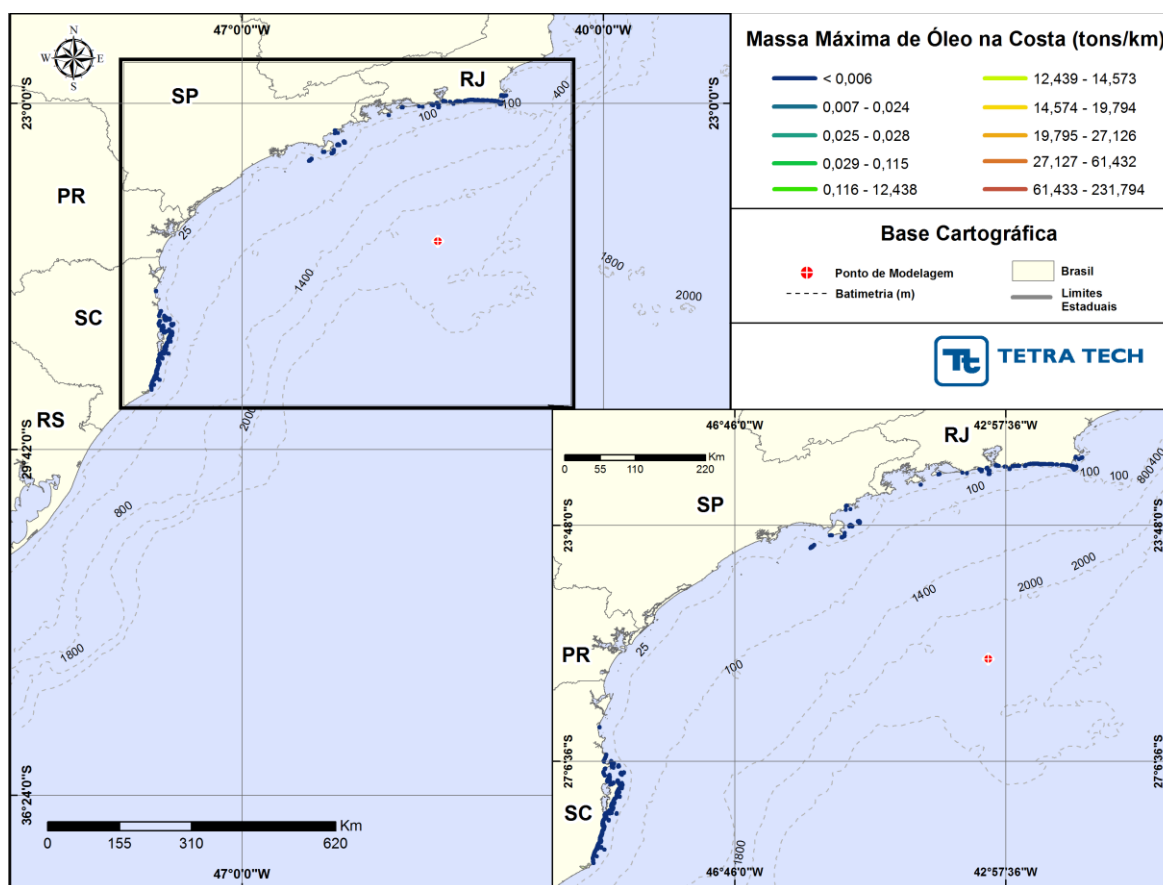 47°0'0"W
40°0'0"W
N
W
E
S
RJ
SP
400
100
100
23°0'0"S
23°0'0"S
PR
25
1400
1800
2000
SC
RS
2000
29°42'0"S
800
1800
36°24'0"S
Km
0 155 310 620
47°0'0"W
Massa Máxima de Óleo na Costa (tons/km)
< 0,006
12,439 - 14,573
0,007 - 0,024
14,574 - 19,794
0,025 - 0,028
19,795 - 27,126
0,029 - 0,115
27,127 - 61,432
0,116 - 12,438
61,433 - 231,794
Base Cartográfica
Ponto de Modelagem
Brasil
Batimetria (m)
Limites
Estaduais
Tt
TETRA TECH
46°46'0"W
42°57'36"W
RJ
Km
0 55 110 220
400
100
100
100
800
SP
23°48'0"S
23°48'0"S
2000
2000
1400
PR
25
100
27°6'36"S
27°6'36"S
SC
1800
46°46'0"W
42°57'36"W